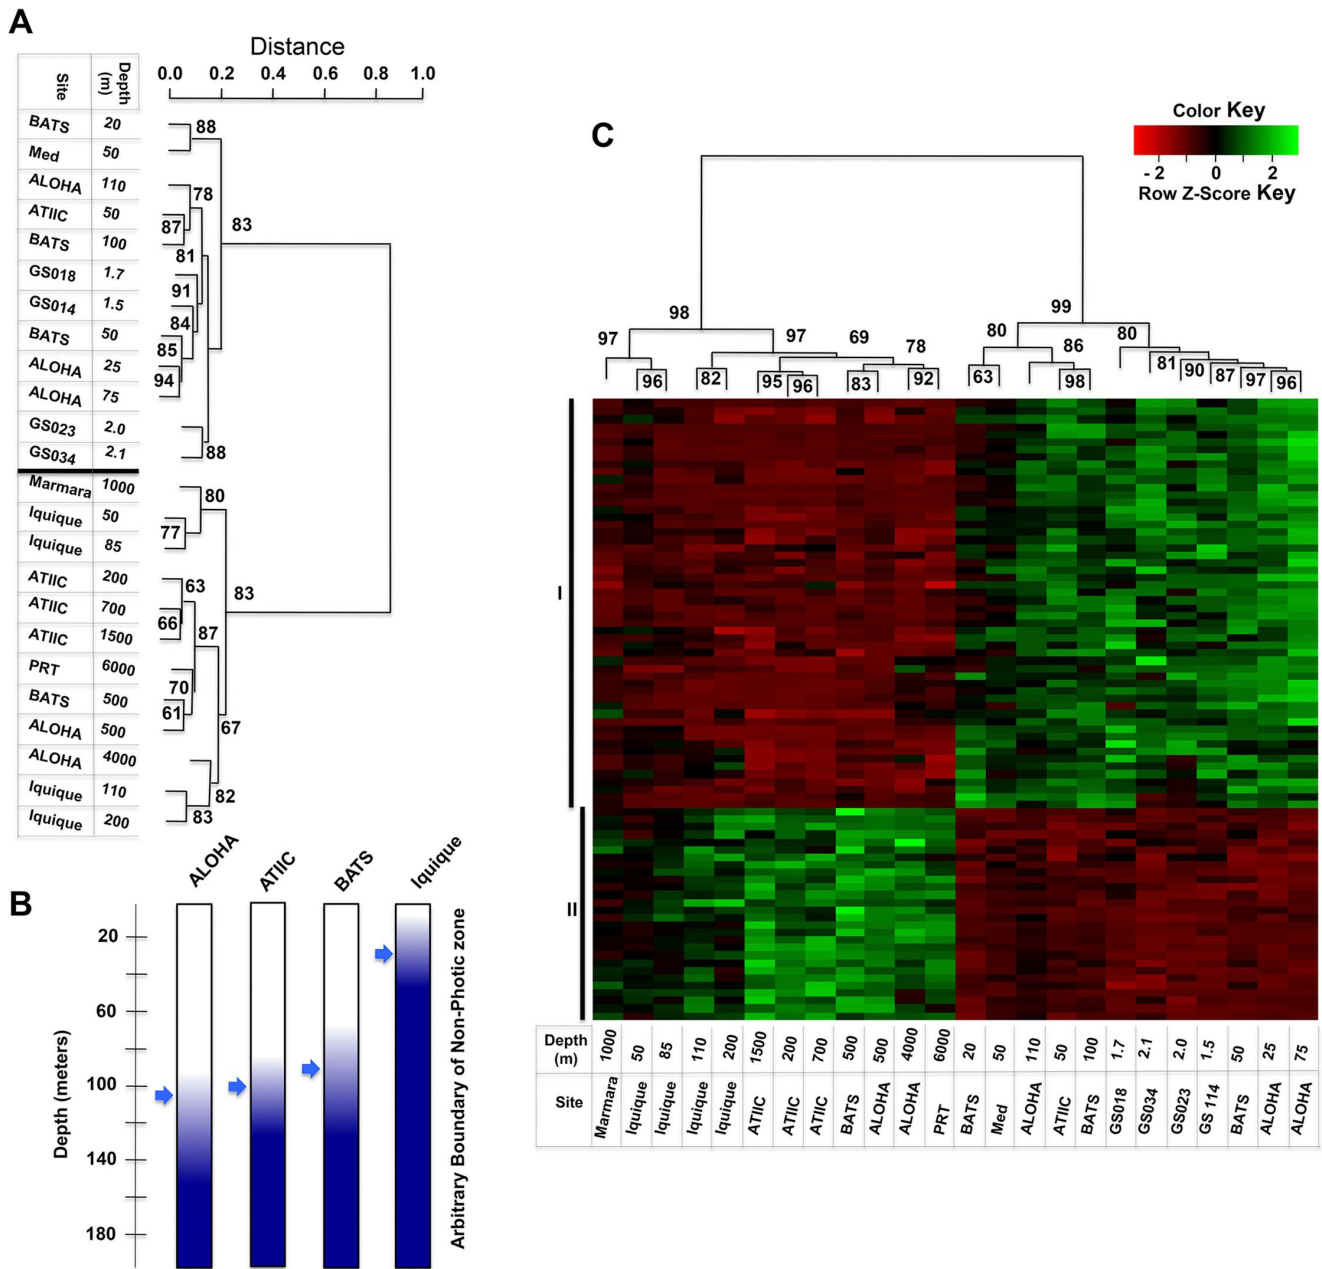 A
Distance
0.0 0.2 0.4 0.6 0.8 1.0
Site Depth (m)
BATS 20
Med 50
ALOHA 110
ATIIC 50
BATS 100
GS018 1.7
GS014 1.5
BATS 50
ALOHA 25
ALOHA 75
GS023 2.0
GS034 2.1
Marmara 1000
Iquique 50
Iquique 85
ATIIC 200
ATIIC 700
ATIIC 1500
PRT 6000
BATS 500
ALOHA 500
ALOHA 4000
Iquique 110
Iquique 200
88
78
87
83
81
91
84
85
94
88
80
77
63
83
66
87
70
61
67
82
83
B
ALOHA ATIIC BATS Iquique
20
60
100
140
180
Depth (meters)
Arbitrary Boundary of Non-Photic zone
C
Color Key
-2 0 2
Row Z-Score Key
98 99
97 97 69 78 80 86 80
96 82 95 96 83 92 63 98 81 90 87 97 96
I
II
Depth (m) 1000 50 85 110 200 1500 200 700 500 500 4000 6000 20 50 110 50 100 1.7 2.1 2.0 1.5 50 25 75
Site Marmara Iquique Iquique Iquique Iquique ATIIC ATIIC ATIIC BATS ALOHA ALOHA PRT BATS Med ALOHA ATIIC BATS GS018 GS034 GS023 GS 114 BATS ALOHA ALOHA